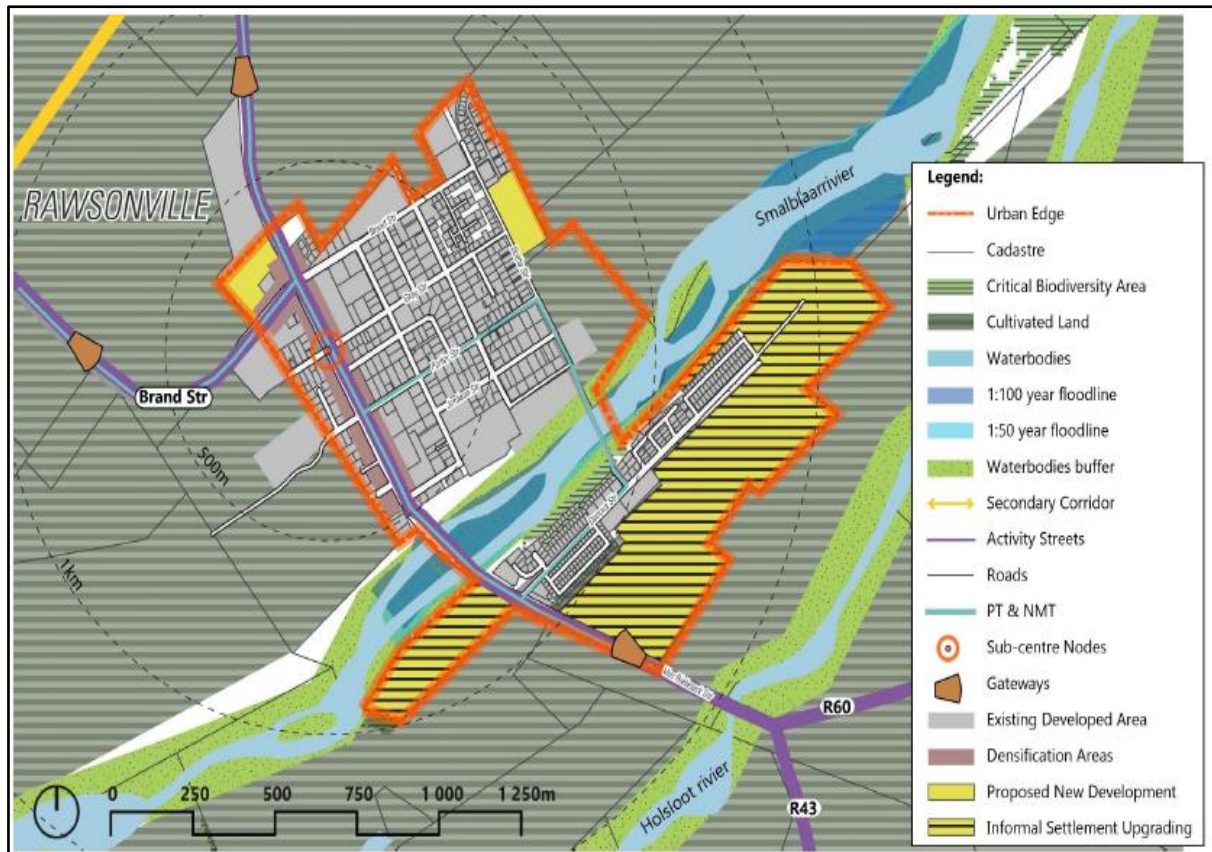 RAWSONVILLE
Smalblaarrivier
Brand Str
500m
1km
R60
R43
Holsloot rivier
0 250 500 750 1 000 1 250m
Legend:
Urban Edge
Cadastre
Critical Biodiversity Area
Cultivated Land
Waterbodies
1:100 year floodline
1:50 year floodline
Waterbodies buffer
Secondary Corridor
Activity Streets
Roads
PT & NMT
Sub-centre Nodes
Gateways
Existing Developed Area
Densification Areas
Proposed New Development
Informal Settlement Upgrading